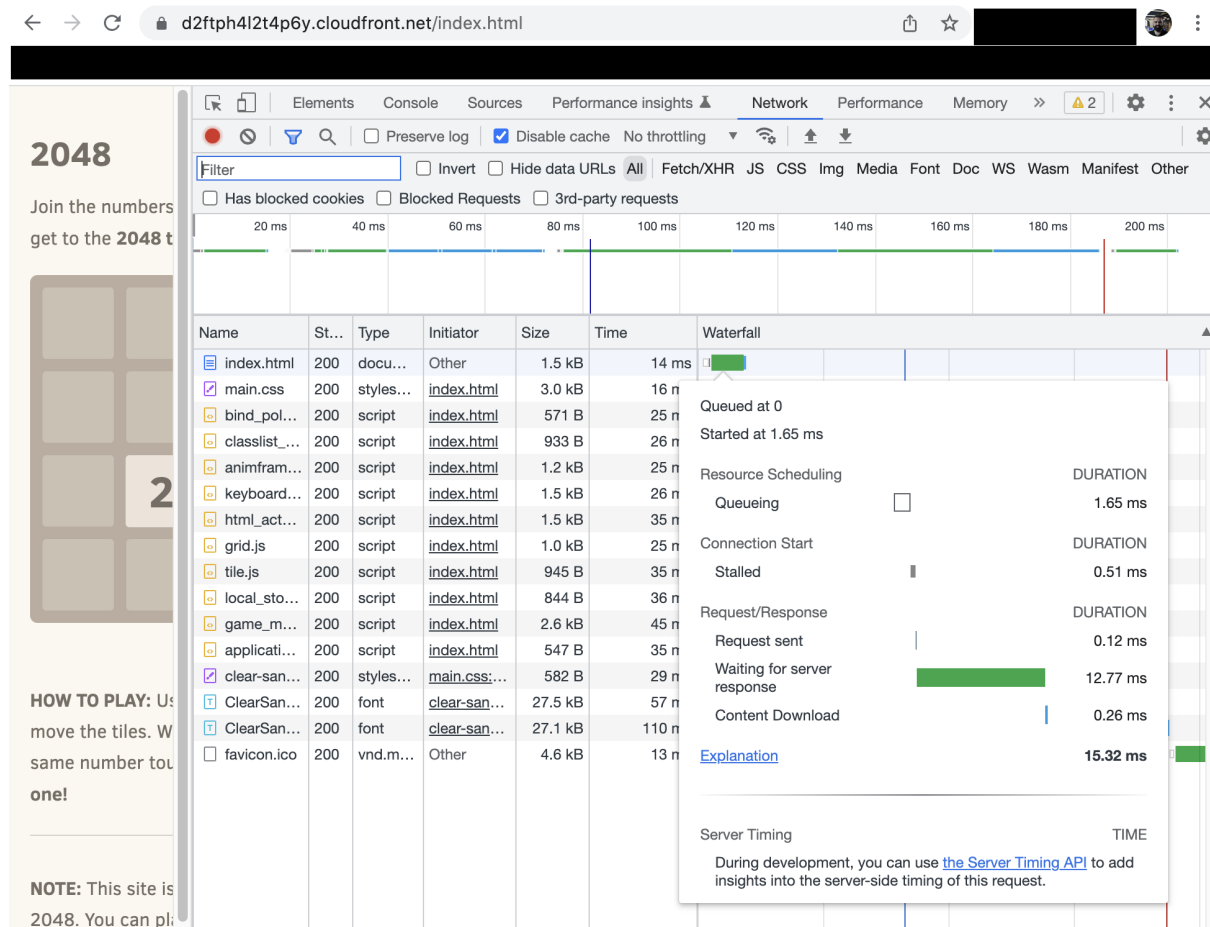 d2ftph4l2t4p6y.cloudfront.net/index.html
Elements Console Sources Performance insights Network Performance Memory 2
Preserve log Disable cache No throttling
Filter Invert Hide data URLs All Fetch/XHR JS CSS Img Media Font Doc WS Wasm Manifest Other
Has blocked cookies Blocked Requests 3rd-party requests
20 ms 40 ms 60 ms 80 ms 100 ms 120 ms 140 ms 160 ms 180 ms 200 ms
Name St... Type Initiator Size Time Waterfall
index.html 200 docu... Other 1.5 kB 14 ms
main.css 200 styles... index.html 3.0 kB 16 m
bind_pol... 200 script index.html 571 B 25 m
classlist_... 200 script index.html 933 B 26 m
animfram... 200 script index.html 1.2 kB 25 m
keyboard... 200 script index.html 1.5 kB 26 m
html_act... 200 script index.html 1.5 kB 35 m
grid.js 200 script index.html 1.0 kB 25 m
tile.js 200 script index.html 945 B 35 m
local_sto... 200 script index.html 844 B 36 m
game_m... 200 script index.html 2.6 kB 45 m
applicati... 200 script index.html 547 B 35 m
clear-san... 200 styles... main.css:... 582 B 29 m
ClearSan... 200 font clear-san... 27.5 kB 57 m
ClearSan... 200 font clear-san... 27.1 kB 110 m
favicon.ico 200 vnd.m... Other 4.6 kB 13 m
Queued at 0
Started at 1.65 ms
Resource Scheduling DURATION
Queueing 1.65 ms
Connection Start DURATION
Stalled 0.51 ms
Request/Response DURATION
Request sent 0.12 ms
Waiting for server
response 12.77 ms
Content Download 0.26 ms
Explanation 15.32 ms
Server Timing TIME
During development, you can use the Server Timing API to add
insights into the server-side timing of this request.
2048
Join the numbers
get to the 2048 t
2
HOW TO PLAY: Us
move the tiles. W
same number tou
one!
NOTE: This site is
2048. You can pl